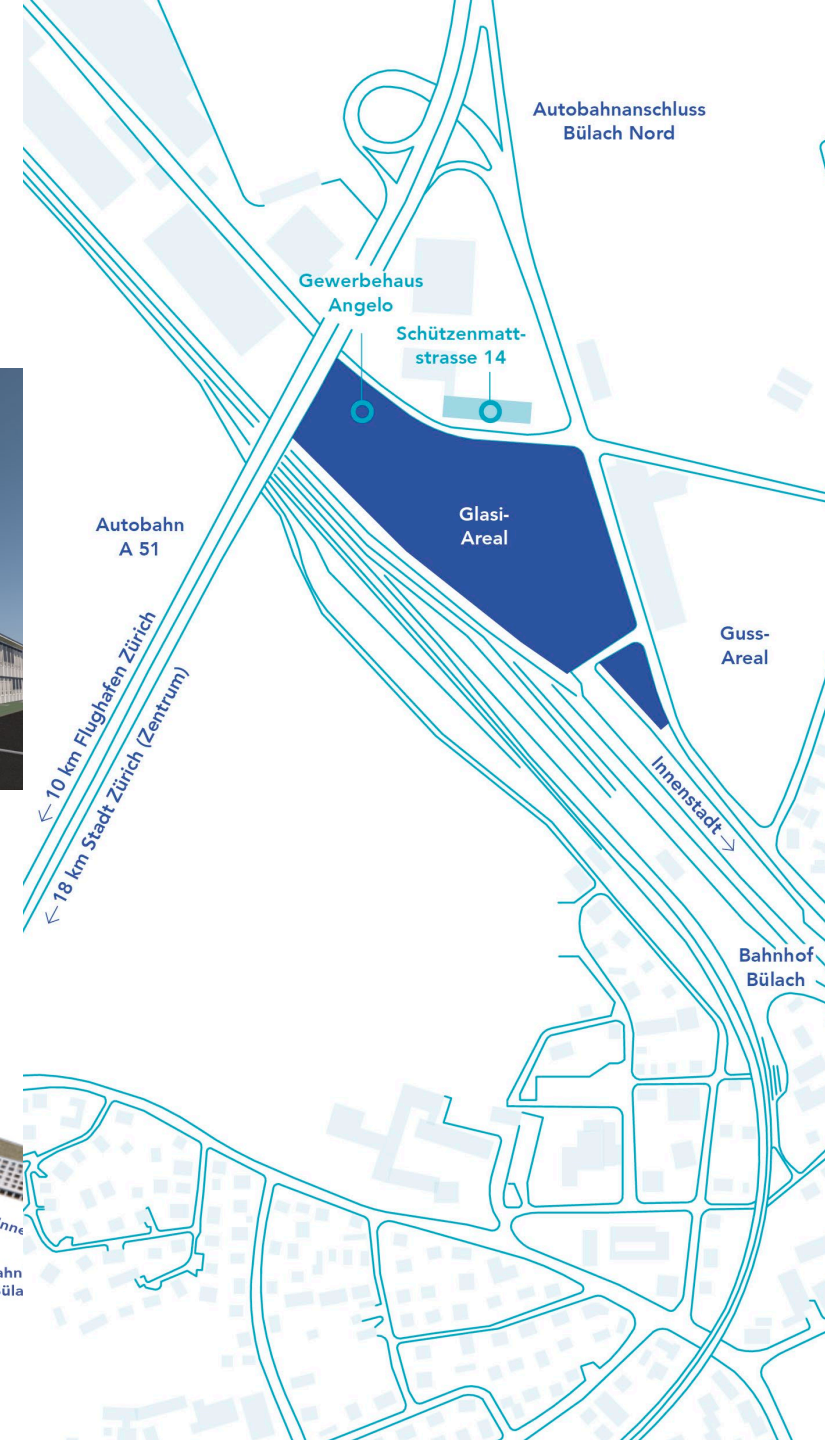 Autobahnanschluss
Bülach Nord
Gewerbehaus
Angelo
Schützenmatt-
strasse 14
Glasi-
Areal
Autobahn
A 51
Guss-
Areal
← 10 km Flughafen Zürich
← 18 km Stadt Zürich (Zentrum)
Innenstadt →
Bahnhof
Bülach